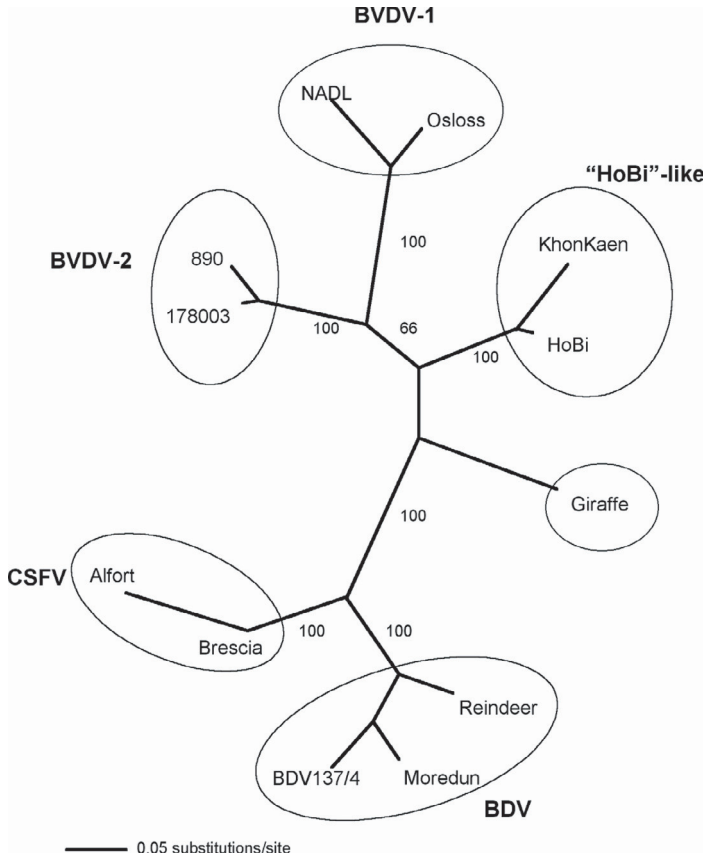 BVDV-1
NADL
Osloss
"HoBi"-like
100
KhonKaen
BVDV-2
890
178003
100
66
100
HoBi
Giraffe
100
CSFV
Alfort
Brescia
100
100
Reindeer
BDV137/4
Moredun
BDV
0.05 substitutions/site